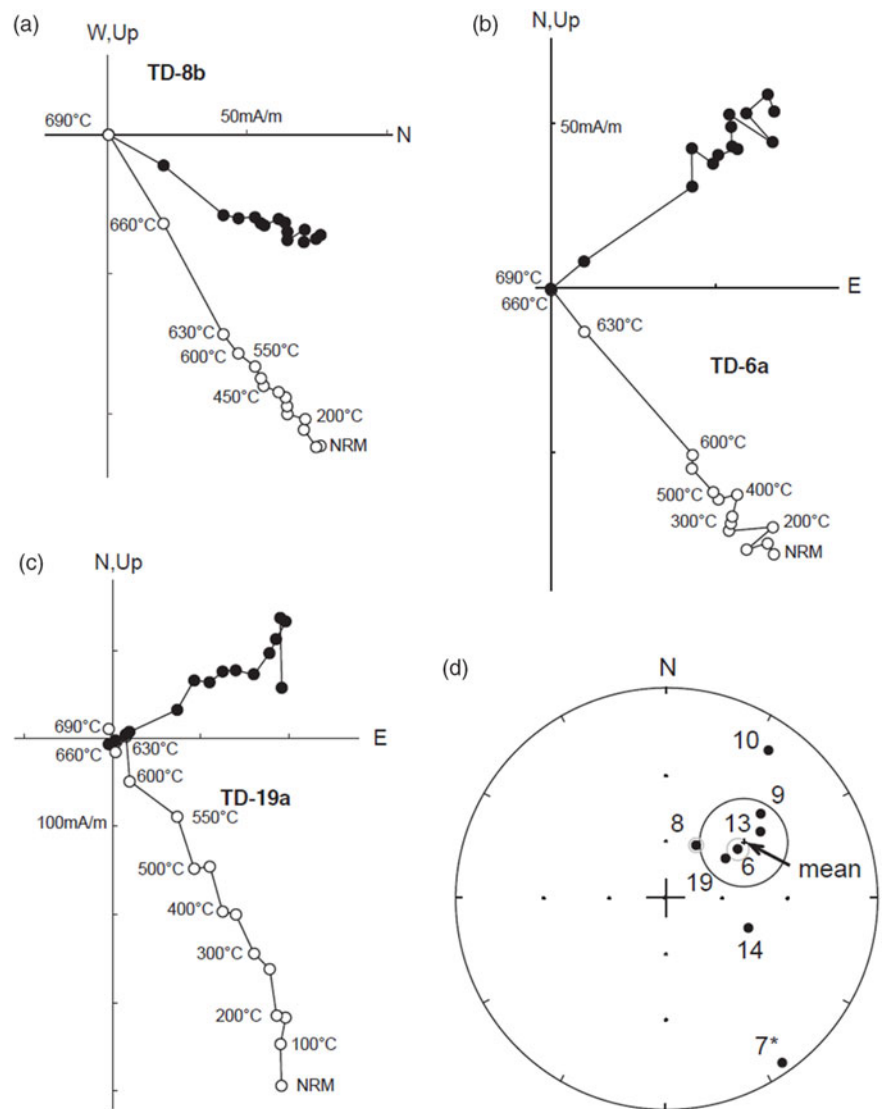 (a)
W,Up
TD-8b
690°C
50mA/m
N
660°C
630°C
600°C
550°C
450°C
200°C
NRM
(b)
N,Up
50mA/m
690°C
660°C
E
630°C
TD-6a
600°C
500°C
400°C
300°C
200°C
NRM
(c)
N,Up
690°C
E
660°C
630°C
600°C
TD-19a
100mA/m
550°C
500°C
400°C
300°C
200°C
100°C
NRM
(d)
N
10
9
8
13
mean
6
19
14
7*